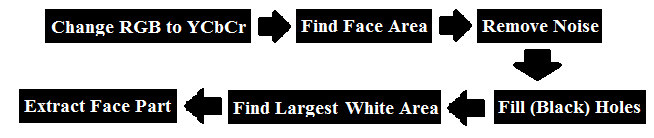 Change RGB to YCbCr
Find Face Area
Remove Noise
Fill (Black) Holes
Find Largest White Area
Extract Face Part